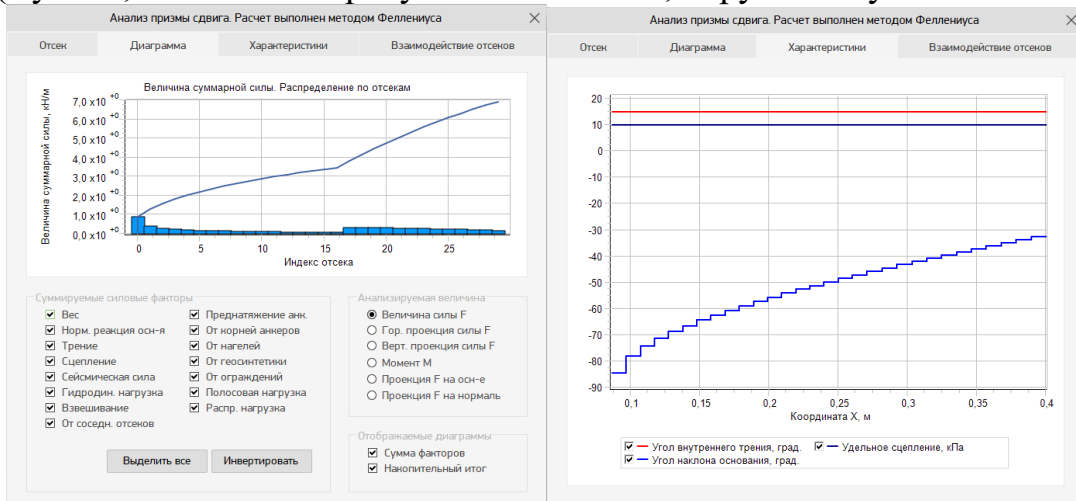 Анализ призмы сдвига. Расчет выполнен методом Феллениуса
Отсек Диаграмма Характеристики Взаимодействие отсеков
Величина суммарной силы. Распределение по отсекам
Величина суммарной силы, кН/м
7,0 x10 +0
6,0 x10 +0
5,0 x10 +0
4,0 x10 +0
3,0 x10 +0
2,0 x10 +0
1,0 x10 +0
0,0 x10 +0
0 5 10 15 20 25
Индекс отсека
Суммируемые силовые факторы
Вес
Норм. реакция осн-я
Трение
Сцепление
Сейсмическая сила
Гидродин. нагрузка
Взвешивание
От соседн. отсеков
Преднатяжение анк.
От корней анкеров
От нагелей
От геосинтетики
От ограждений
Полосовая нагрузка
Распр. нагрузка
Выделить все Инвертировать
Анализируемая величина
Величина силы F
Гор. проекция силы F
Верт. проекция силы F
Момент M
Проекция F на осн-е
Проекция F на нормаль
Отображаемые диаграммы
Сумма факторов
Накопительный итог
Анализ призмы сдвига. Расчет выполнен методом Феллениуса
Отсек Диаграмма Характеристики Взаимодействие отсеков
20
10
0
-10
-20
-30
-40
-50
-60
-70
-80
-90
0,1 0,15 0,2 0,25 0,3 0,35 0,4
Координата X, м
Угол внутреннего трения, град. Удельное сцепление, кПа
Угол наклона основания, град.